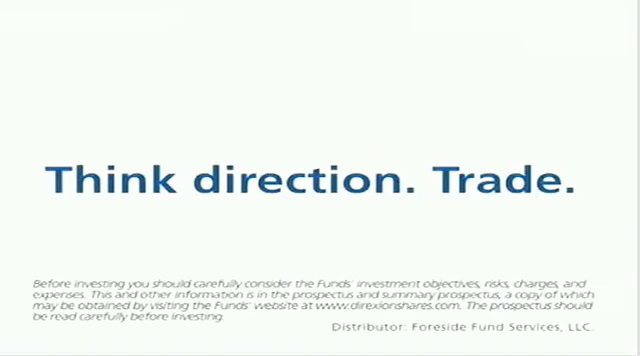 Think direction. Trade.
Before investing you should carefully consider the Funds' investment objectives, risks, charges, and
expenses. This and other information is in the prospectus and summary prospectus, a copy of which
may be obtained by visiting the Funds' website at www.direxionshares.com. The prospectus should
be read carefully before investing.
Distributor: Foreside Fund Services, LLC.